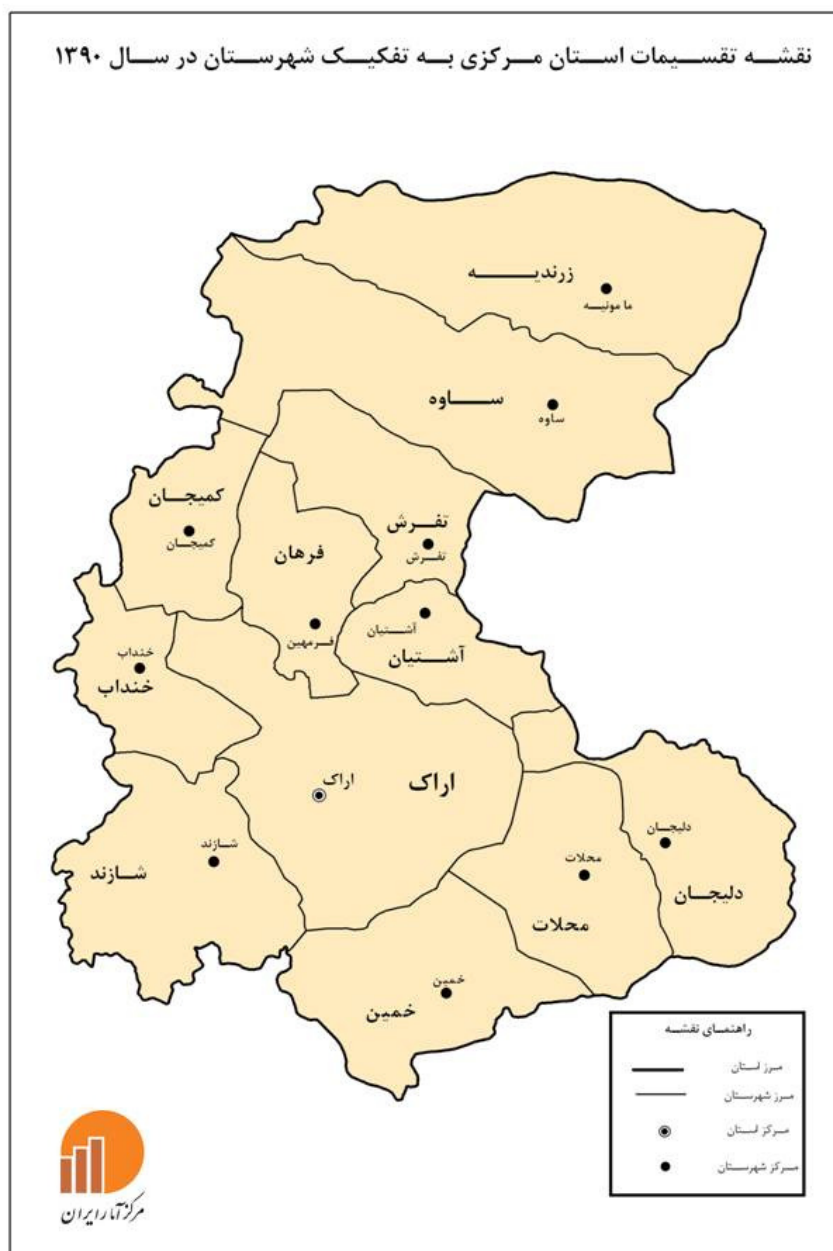 نقشه تقسیمات استان مرکزی به تفکیک شهرستان در سال ۱۳۹۰
زرندیه
ما مونیه
ساوه
ساوه
کمیجان
کمیجان
تفرش
تفرش
فرهان
فرمهین
آشتیان
آشتیان
خنداب
خنداب
اراک
اراک
شازند
شازند
دلیجان
دلیجان
محلات
محلات
خمین
خمین
راهنمای نقشه
مرز استان
مرز شهرستان
مرکز استان
مرکز شهرستان
مرکز آمار ایران